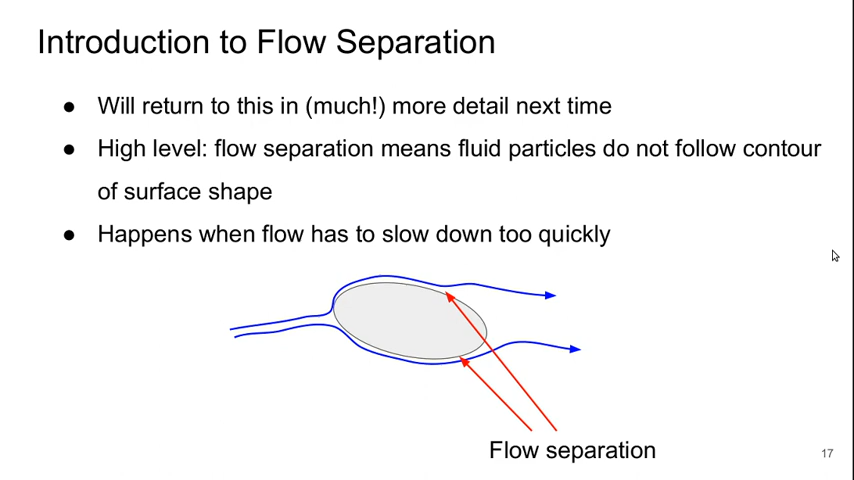 Introduction to Flow Separation
● Will return to this in (much!) more detail next time
● High level: flow separation means fluid particles do not follow contour
of surface shape
● Happens when flow has to slow down too quickly
Flow separation
17